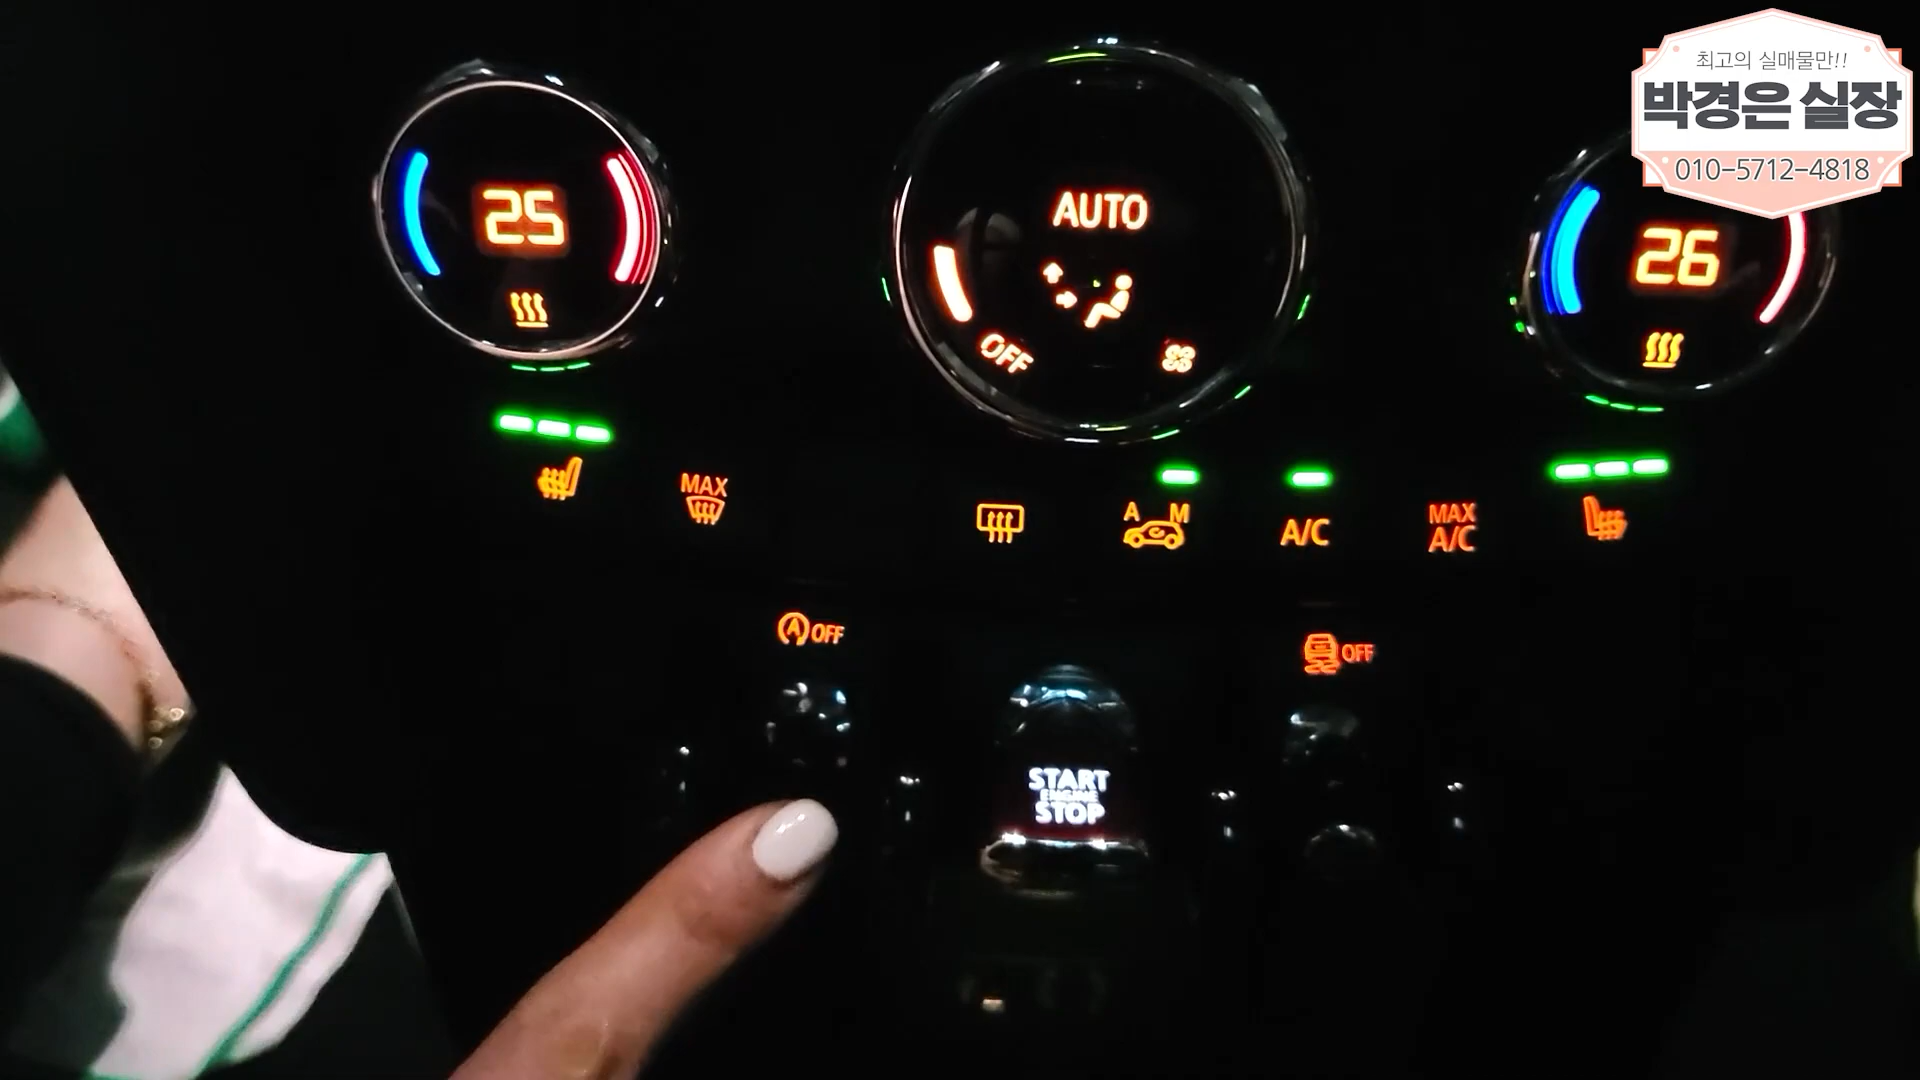 최고의 실매물만!!
박경은 실장
010-5712-4818
25
AUTO
26
OFF
MAX
A M
A/C
MAX
A/C
A OFF
OFF
START
ENGINE
STOP